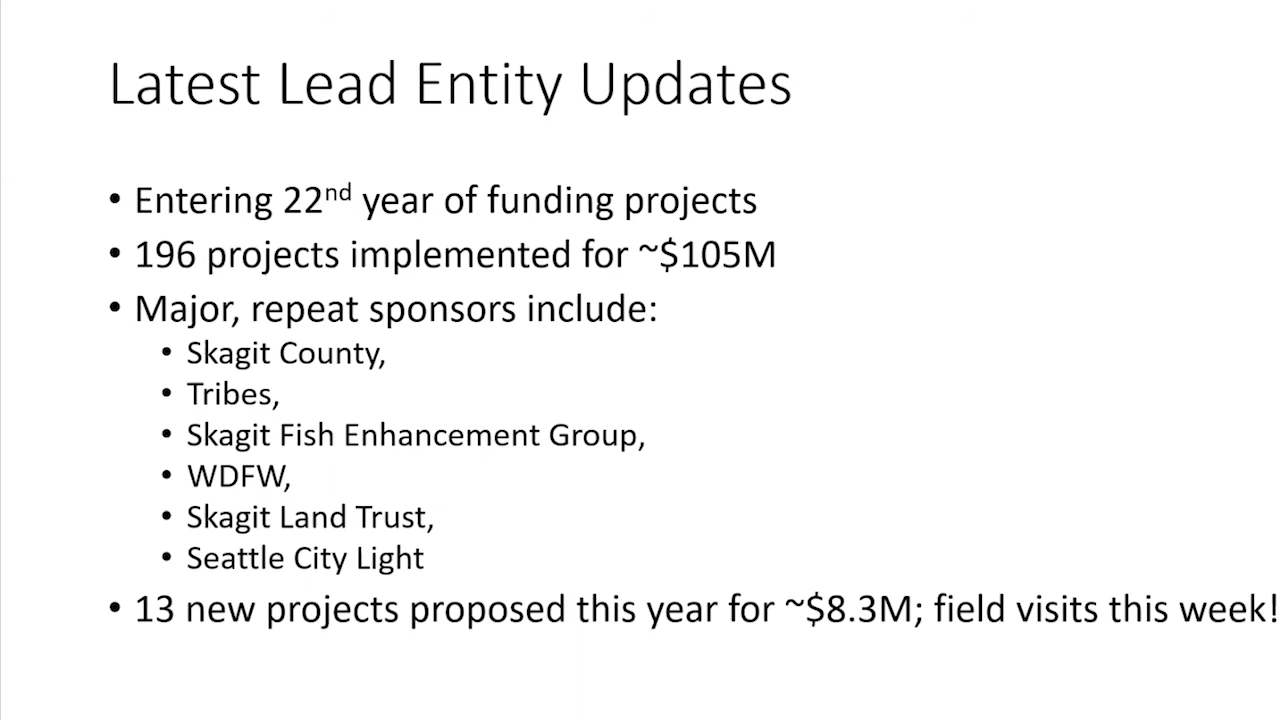 Latest Lead Entity Updates
• Entering 22nd year of funding projects
• 196 projects implemented for ~$105M
• Major, repeat sponsors include:
• Skagit County,
• Tribes,
• Skagit Fish Enhancement Group,
• WDFW,
• Skagit Land Trust,
• Seattle City Light
• 13 new projects proposed this year for ~$8.3M; field visits this week!